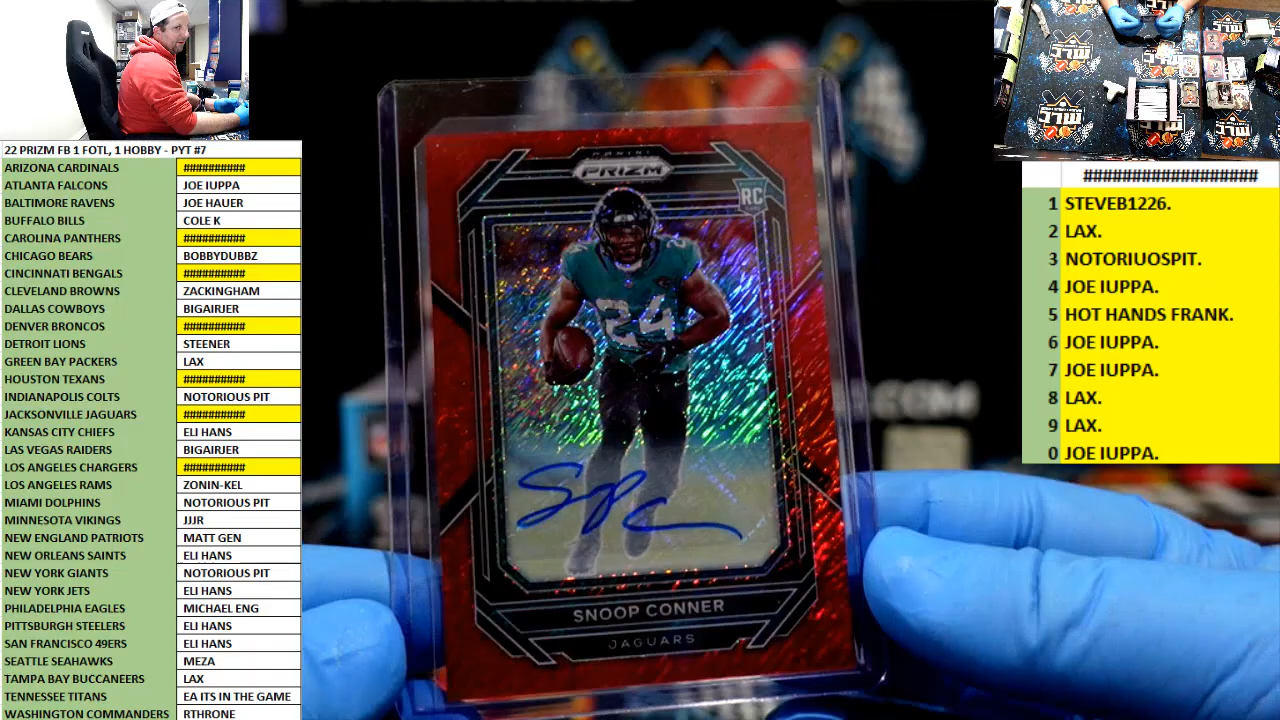 22 PRIZM FB 1 FOTL, 1 HOBBY - PYT #7
ARIZONA CARDINALS ##########
ATLANTA FALCONS JOE IUPPA
BALTIMORE RAVENS JOE HAUER
BUFFALO BILLS COLE K
CAROLINA PANTHERS ##########
CHICAGO BEARS BOBBYDUBBZ
CINCINNATI BENGALS ##########
CLEVELAND BROWNS ZACKINGHAM
DALLAS COWBOYS BIGAIRJER
DENVER BRONCOS ##########
DETROIT LIONS STEENER
GREEN BAY PACKERS LAX
HOUSTON TEXANS ##########
INDIANAPOLIS COLTS NOTORIOUS PIT
JACKSONVILLE JAGUARS ##########
KANSAS CITY CHIEFS ELI HANS
LAS VEGAS RAIDERS BIGAIRJER
LOS ANGELES CHARGERS ##########
LOS ANGELES RAMS ZONIN-KEL
MIAMI DOLPHINS NOTORIOUS PIT
MINNESOTA VIKINGS JJJR
NEW ENGLAND PATRIOTS MATT GEN
NEW ORLEANS SAINTS ELI HANS
NEW YORK GIANTS NOTORIOUS PIT
NEW YORK JETS ELI HANS
PHILADELPHIA EAGLES MICHAEL ENG
PITTSBURGH STEELERS ELI HANS
SAN FRANCISCO 49ERS ELI HANS
SEATTLE SEAHAWKS MEZA
TAMPA BAY BUCCANEERS LAX
TENNESSEE TITANS EA ITS IN THE GAME
WASHINGTON COMMANDERS RTHRONE
PANINI
PRIZM
RC
24
SNOOP CONNER
JAGUARS
.COM
##################
1 STEVEB1226.
2 LAX.
3 NOTORIUOSPIT.
4 JOE IUPPA.
5 HOT HANDS FRANK.
6 JOE IUPPA.
7 JOE IUPPA.
8 LAX.
9 LAX.
0 JOE IUPPA.